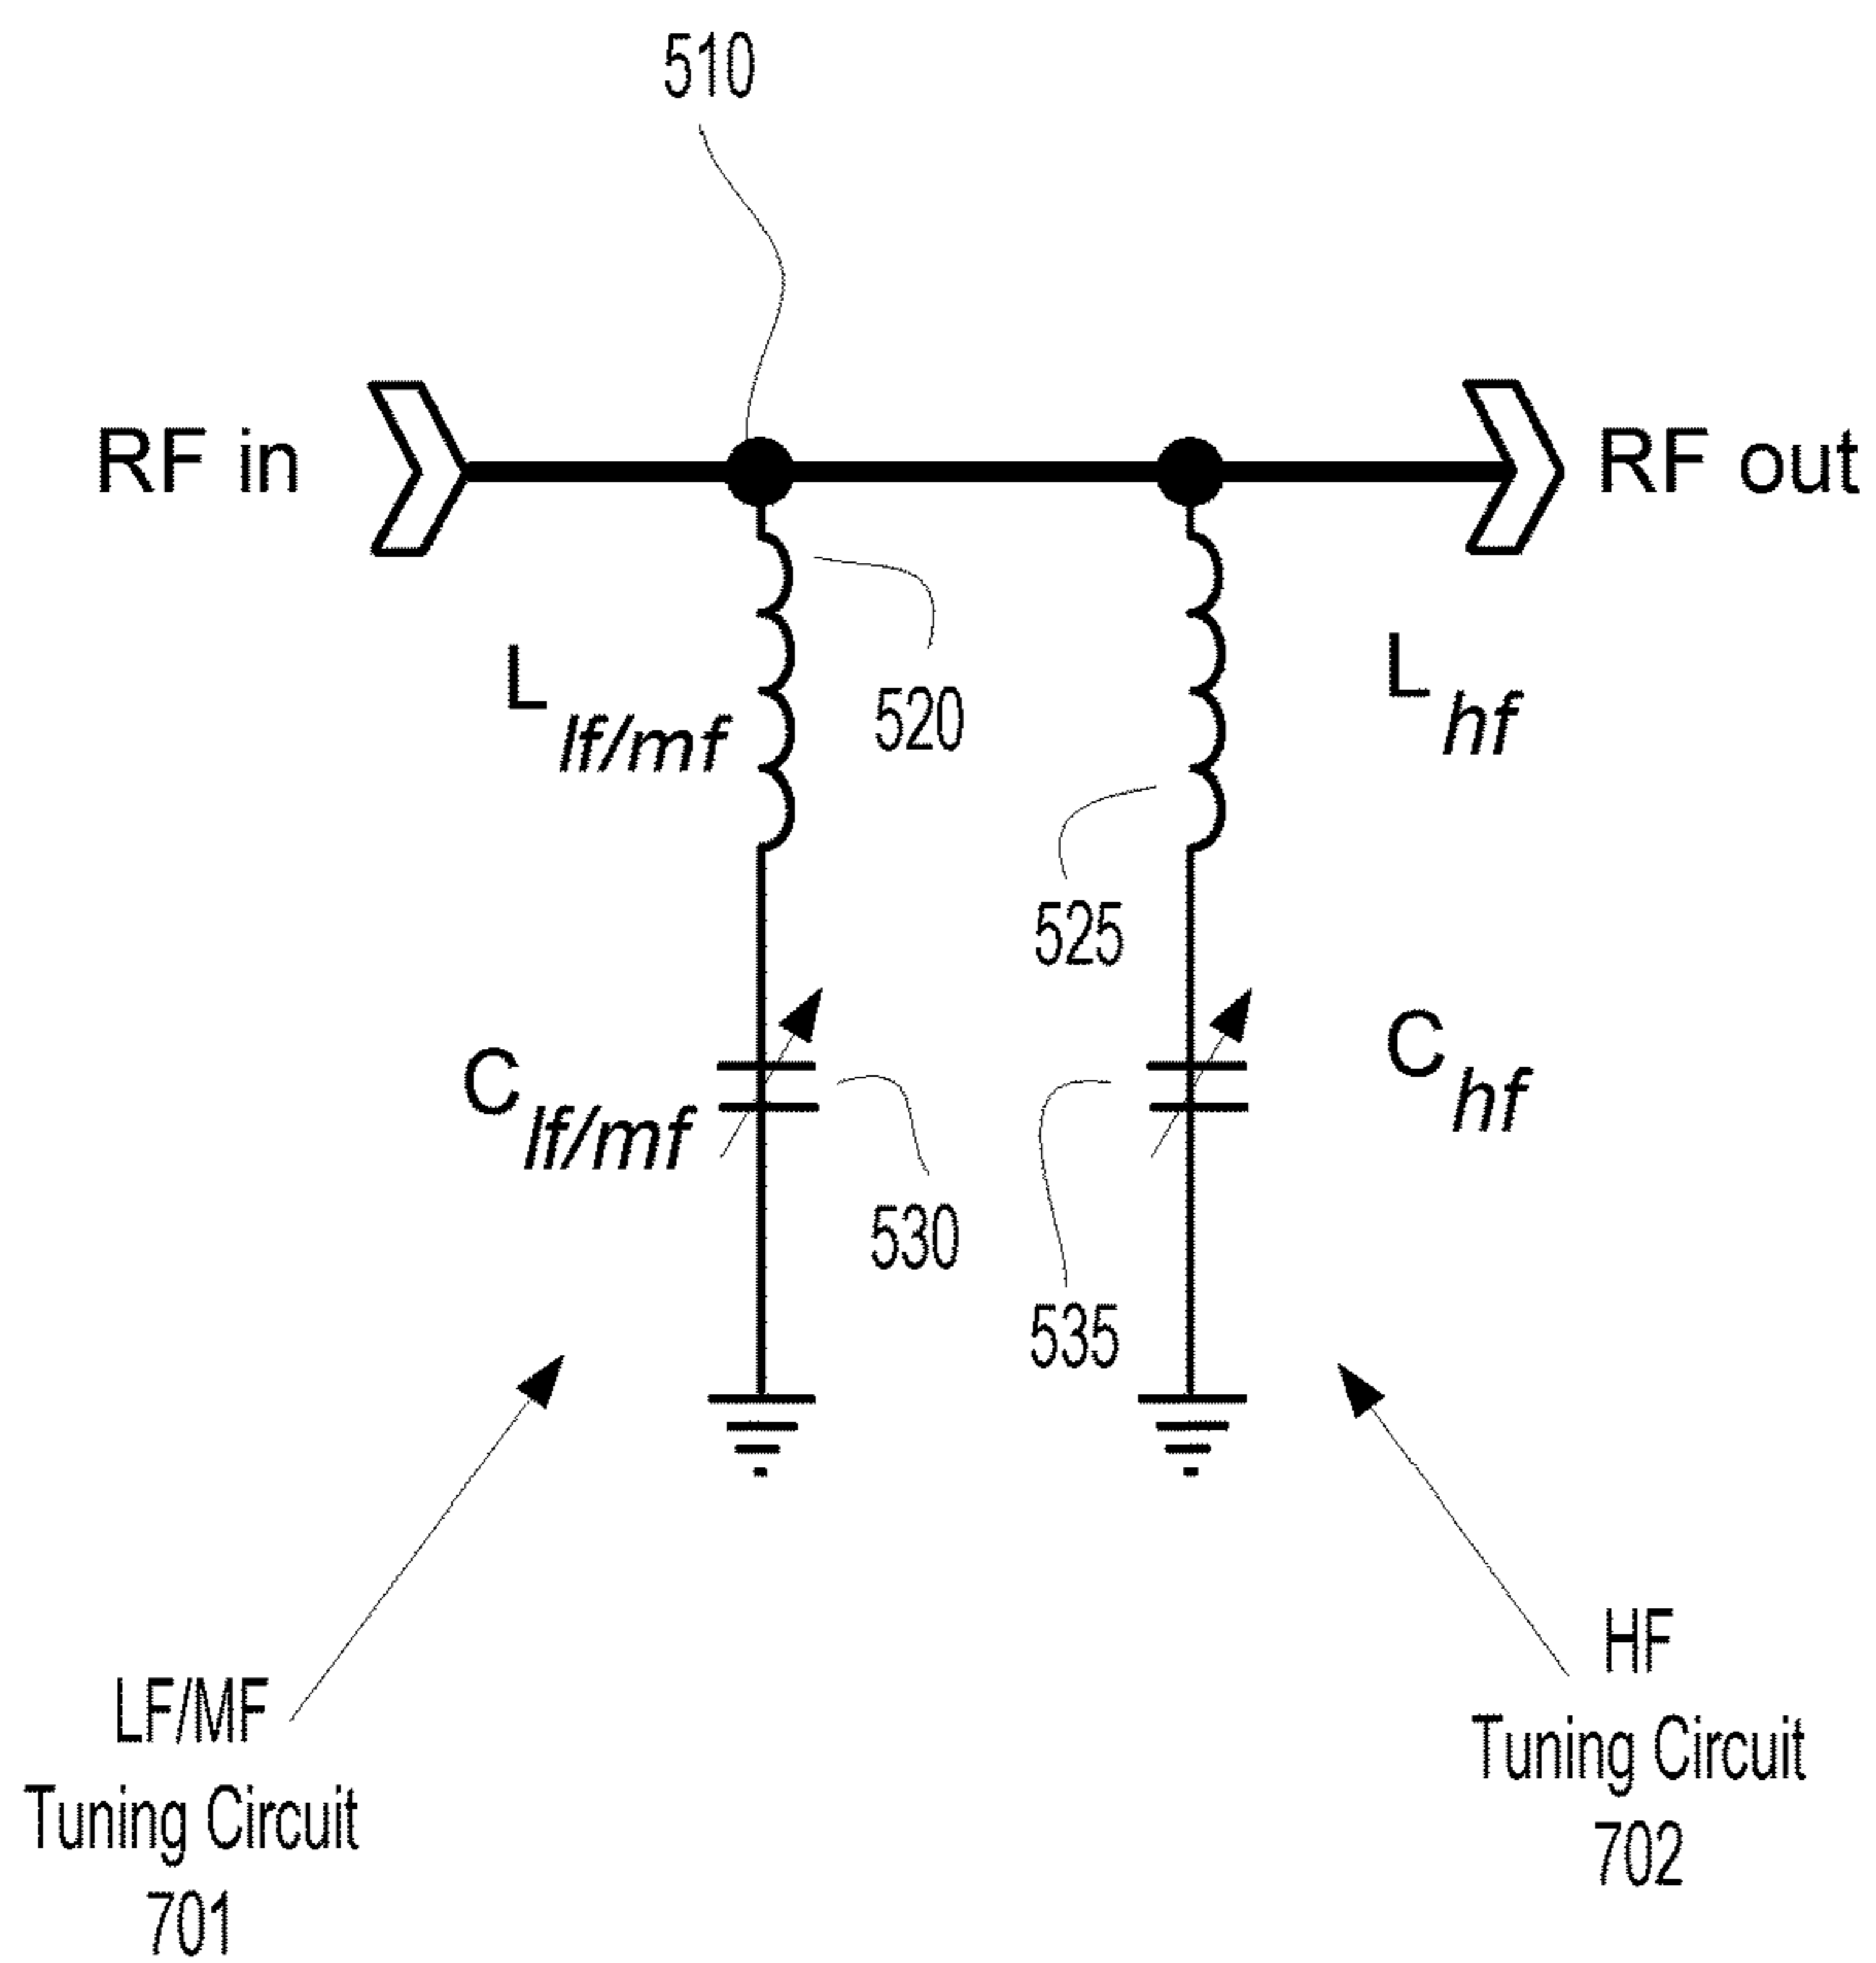 510
RF in
RF out
L lf/mf
520
L hf
525
C lf/mf
530
C hf
535
LF/MF
Tuning Circuit
701
HF
Tuning Circuit
702